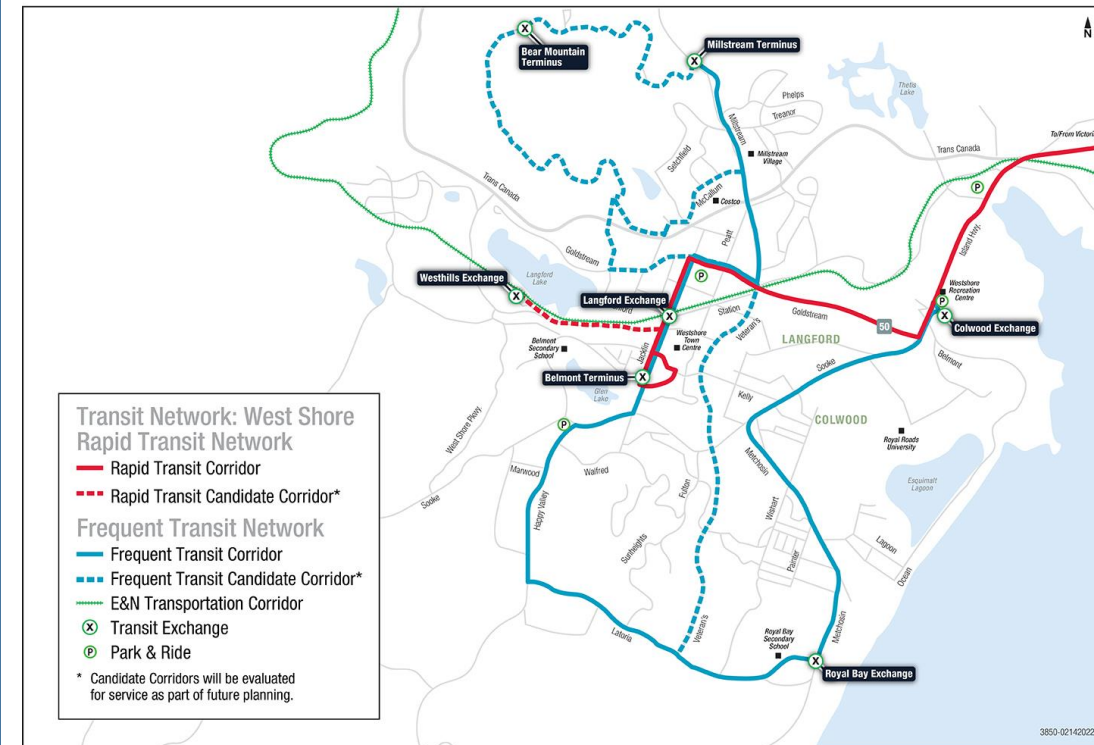 N
Bear Mountain
Terminus
Millstream Terminus
Thetis
Lake
Phelps
Treanor
Millstream
Millstream
Village
Selchfield
To/From Victoria
Trans Canada
Trans Canada
McCallum
Costco
Peatt
Goldstream
Island Hwy.
Langford
Lake
Westhills Exchange
Langford Exchange
Westshore
Recreation
Centre
P
Station
Veteran's
Goldstream
50
Colwood Exchange
LANGFORD
Westshore
Town
Centre
Belmont
Secondary
School
Jacklin
Belmont
Sooke
Belmont Terminus
Glen
Lake
Kelly
COLWOOD
Royal Roads
University
West Shore Pkwy.
Metchosin
Marwood
Walfred
Esquimalt
Lagoon
Sooke
Fulton
Happy Valley
Wishart
Sunheights
Lagoon
Painter
Ocean
Latoria
Veteran's
Metchosin
Royal Bay
Secondary
School
Royal Bay Exchange
Transit Network: West Shore
Rapid Transit Network
Rapid Transit Corridor
Rapid Transit Candidate Corridor*
Frequent Transit Network
Frequent Transit Corridor
Frequent Transit Candidate Corridor*
E&N Transportation Corridor
X Transit Exchange
P Park & Ride
* Candidate Corridors will be evaluated
for service as part of future planning.
3850-02142022